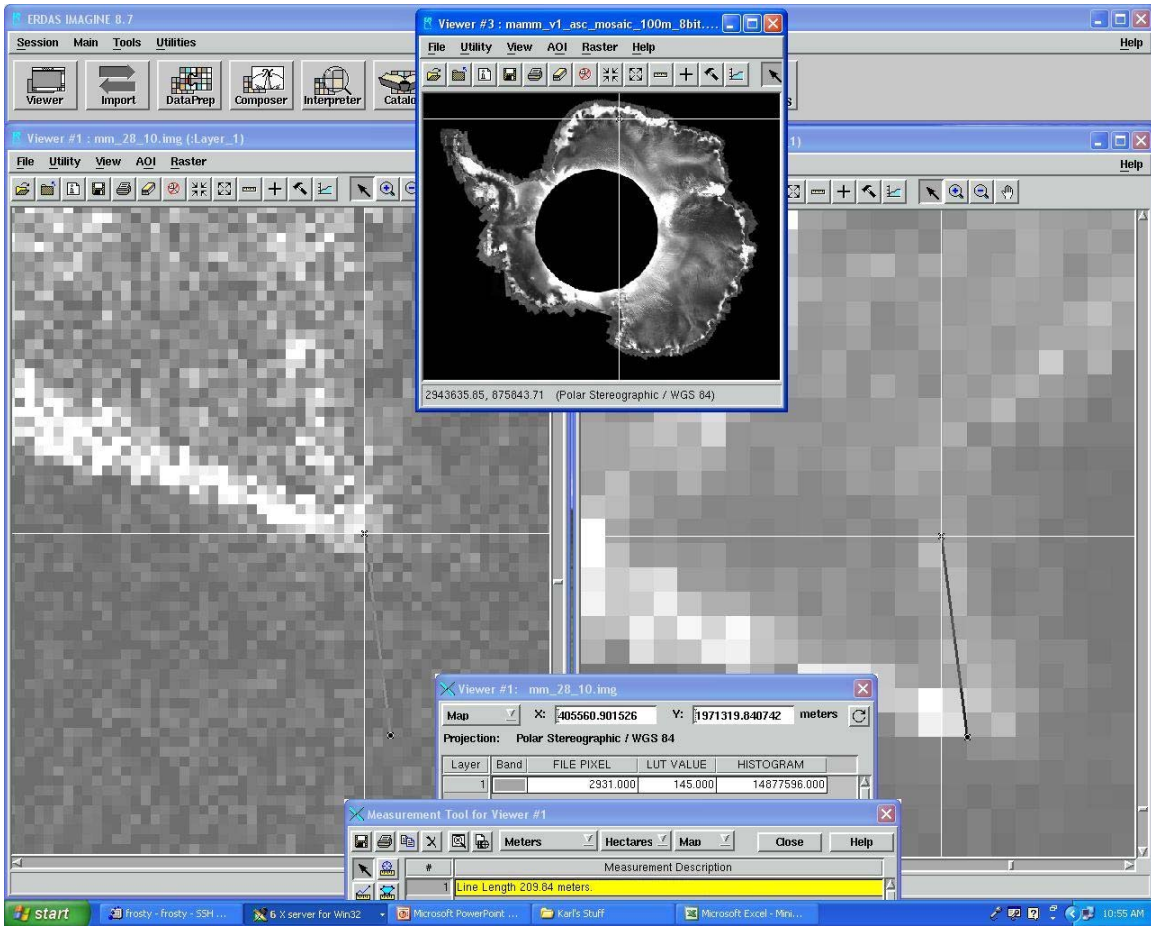 ERDAS IMAGINE 8.7
Session Main Tools Utilities
Help
Viewer
Import
DataPrep
Composer
Interpreter
Viewer #3 : mamm_v1_asc_mosaic_100m_8bit....
File Utility View AOI Raster Help
2943635.85, 875843.71 (Polar Stereographic / WGS 84)
Viewer #1 : mm_28_10.img (:Layer_1)
File Utility View AOI Raster
Help
Viewer #1: mm_28_10.img
Map X: 405560.901526 Y: 1971319.840742 meters
Projection: Polar Stereographic / WGS 84
Layer Band FILE PIXEL LUT VALUE HISTOGRAM
1 2931.000 145.000 14877596.000
Measurement Tool for Viewer #1
Meters Hectares Map Close Help
# Measurement Description
1 Line Length 209.84 meters.
start
frosty - frosty - SSH ...
6 X server for Win32
Microsoft PowerPoint ...
Karl's Stuff
Microsoft Excel - Mini...
10:55 AM